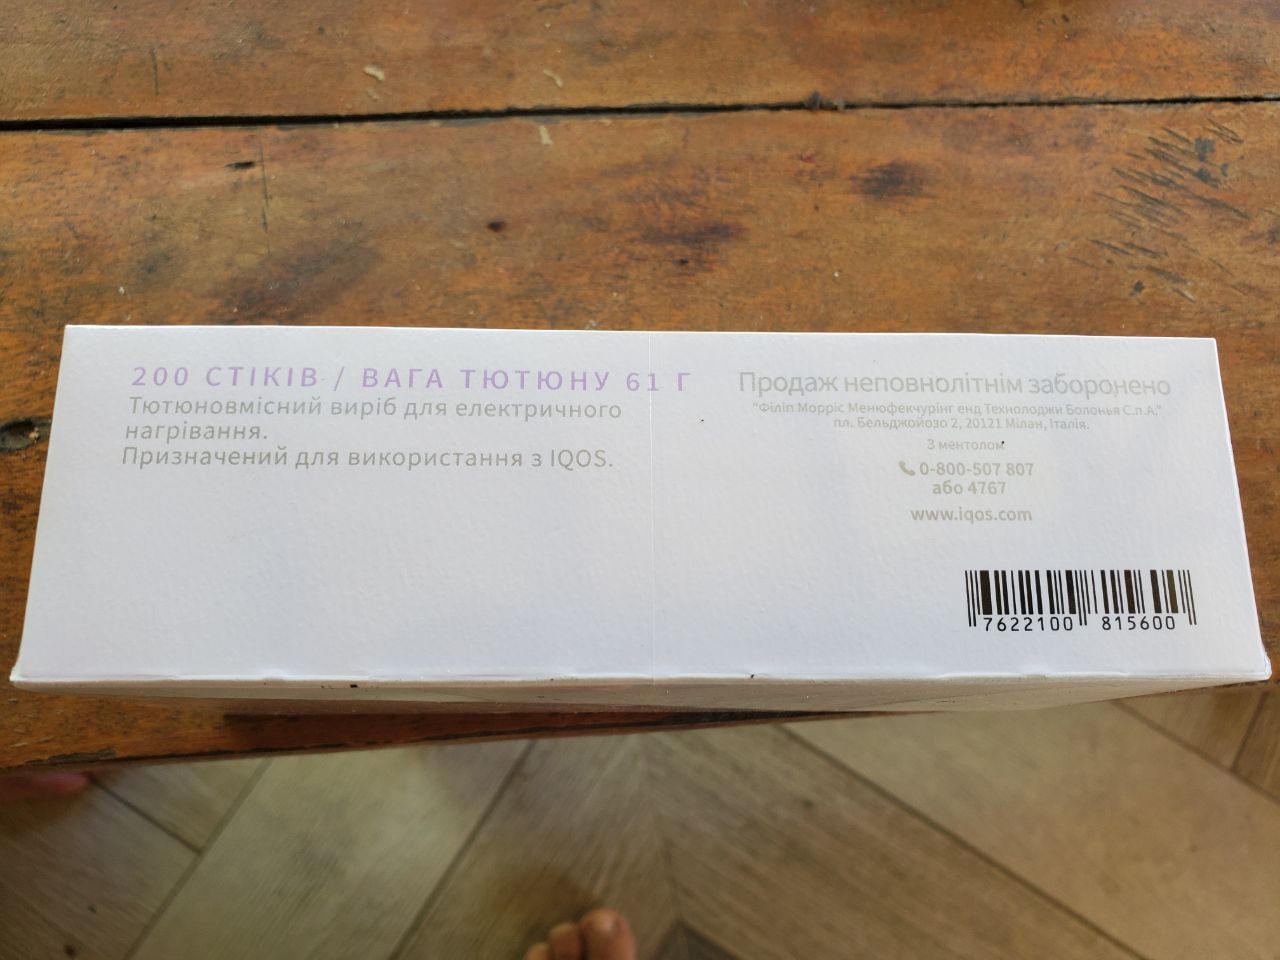 200 СТІКІВ / ВАГА ТЮТЮНУ 61 Г
Тютюновмісний виріб для електричного
нагрівання.
Призначений для використання з IQOS.
Продаж неповнолітнім заборонено
"Філіп Морріс Менюфекчурінг енд Технолоджи Болонья С.п.А."
пл. Бельджойозо 2, 20121 Мілан, Італія.
З ментолом
0-800-507 807
або 4767
www.iqos.com
7622100 815600